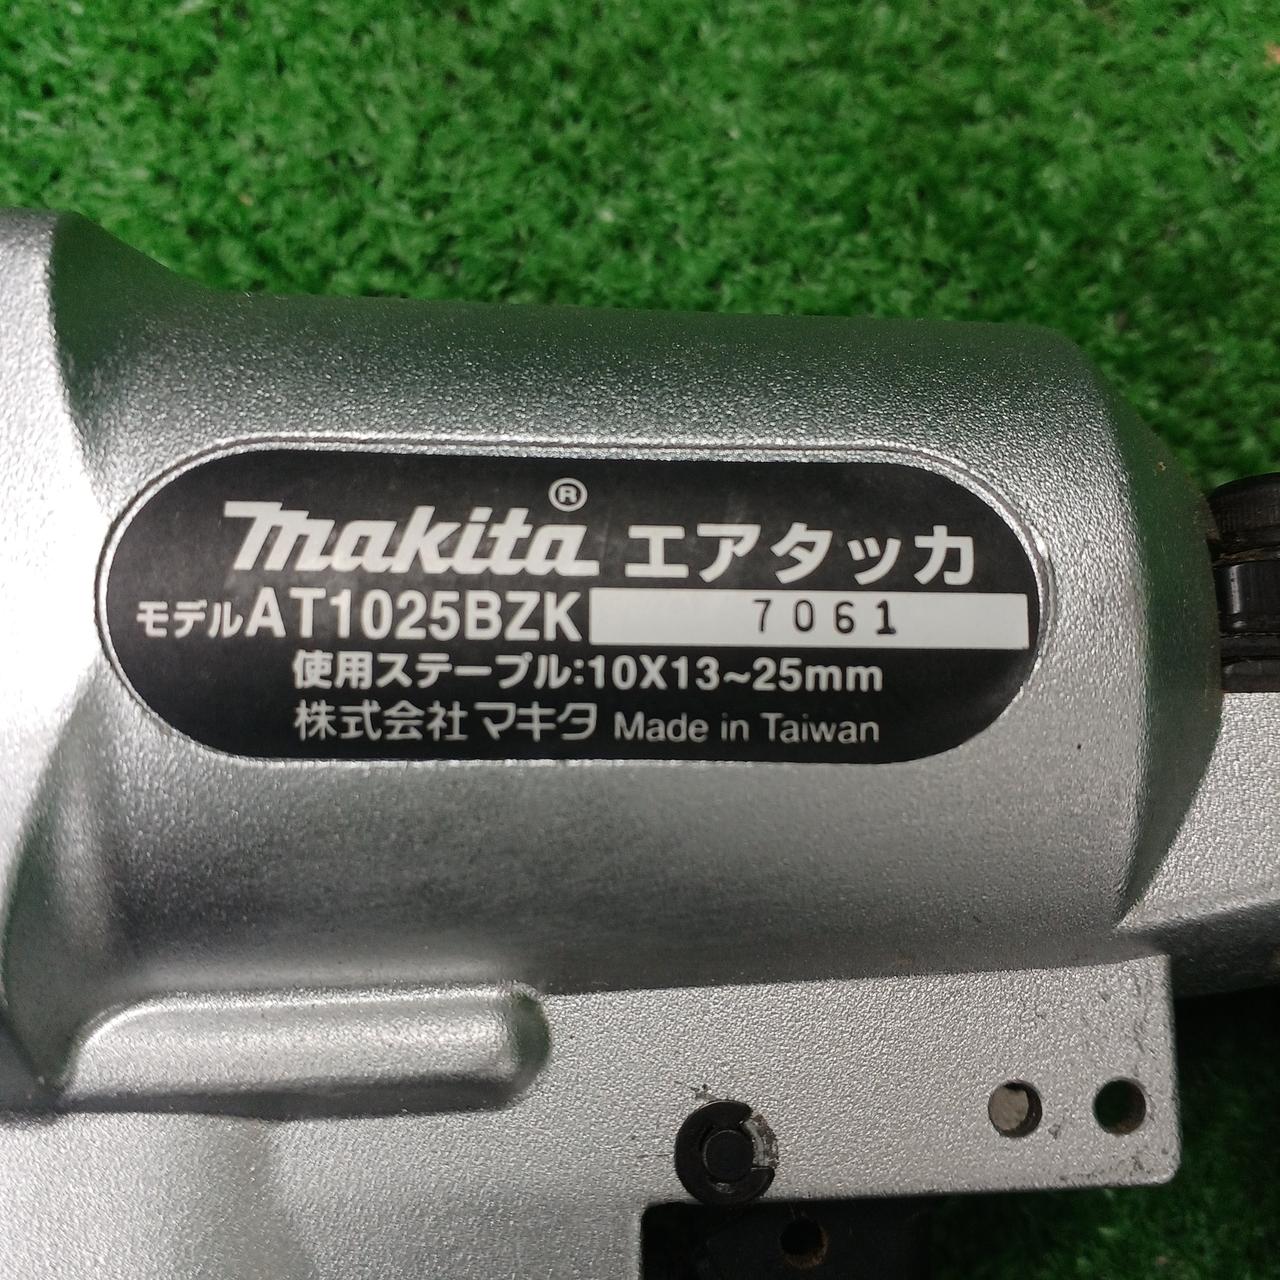 makita® エアタッカ
モデルAT1025BZK 7061
使用ステープル:10X13~25mm
株式会社マキタ Made in Taiwan